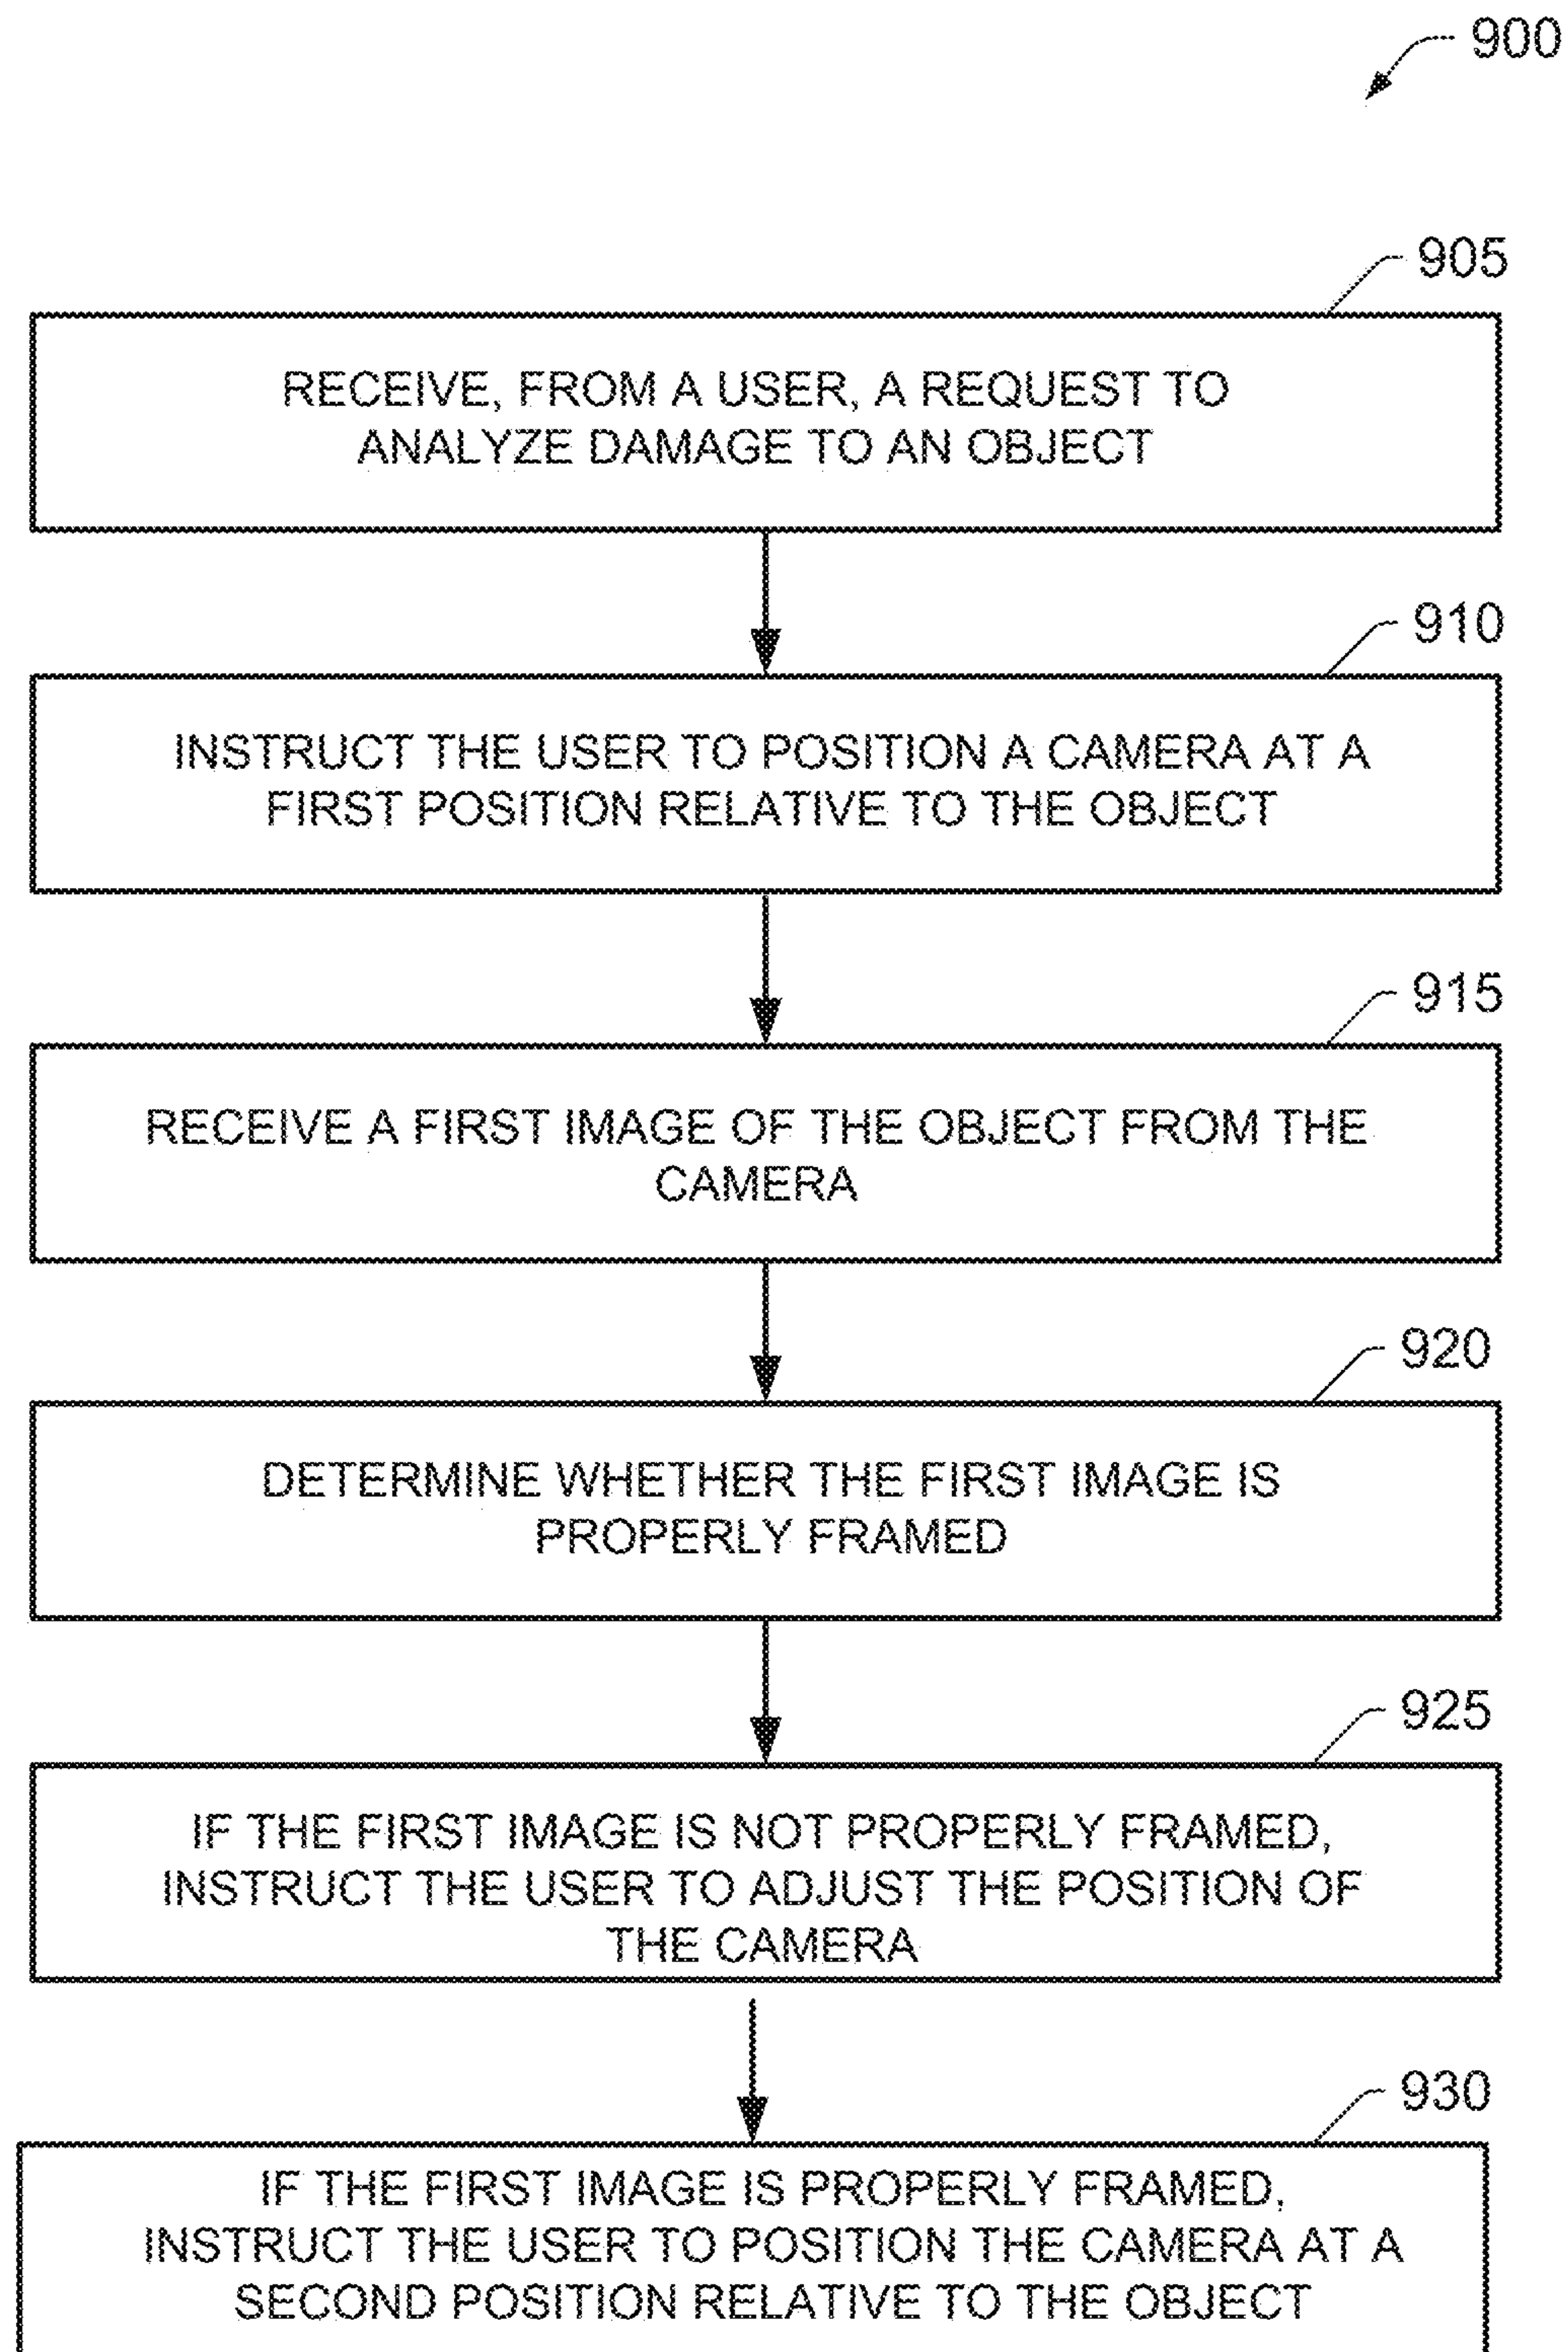 900
905
RECEIVE, FROM A USER, A REQUEST TO
ANALYZE DAMAGE TO AN OBJECT
910
INSTRUCT THE USER TO POSITION A CAMERA AT A
FIRST POSITION RELATIVE TO THE OBJECT
915
RECEIVE A FIRST IMAGE OF THE OBJECT FROM THE
CAMERA
920
DETERMINE WHETHER THE FIRST IMAGE IS
PROPERLY FRAMED
925
IF THE FIRST IMAGE IS NOT PROPERLY FRAMED,
INSTRUCT THE USER TO ADJUST THE POSITION OF
THE CAMERA
930
IF THE FIRST IMAGE IS PROPERLY FRAMED,
INSTRUCT THE USER TO POSITION THE CAMERA AT A
SECOND POSITION RELATIVE TO THE OBJECT